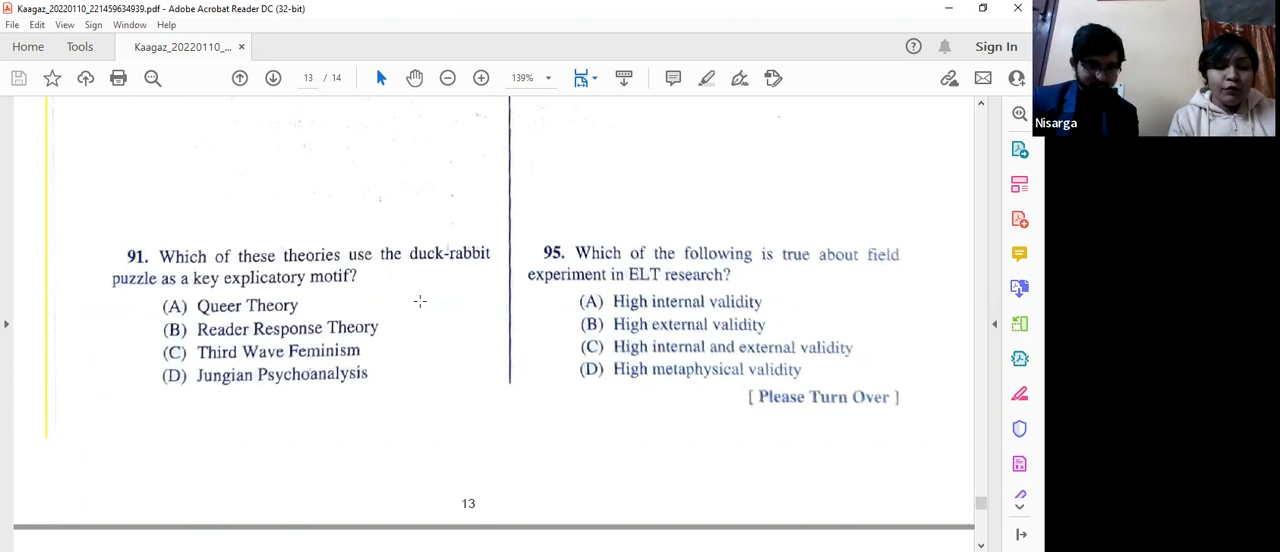 Kaagaz_20220110_221459634939.pdf - Adobe Acrobat Reader DC (32-bit)
File Edit View Sign Window Help
Home Tools Kaagaz_20220110_... × Sign In
13 / 14 139%
Nisarga
91. Which of these theories use the duck-rabbit
puzzle as a key explicatory motif?
(A) Queer Theory
(B) Reader Response Theory
(C) Third Wave Feminism
(D) Jungian Psychoanalysis
95. Which of the following is true about field
experiment in ELT research?
(A) High internal validity
(B) High external validity
(C) High internal and external validity
(D) High metaphysical validity
[ Please Turn Over ]
13